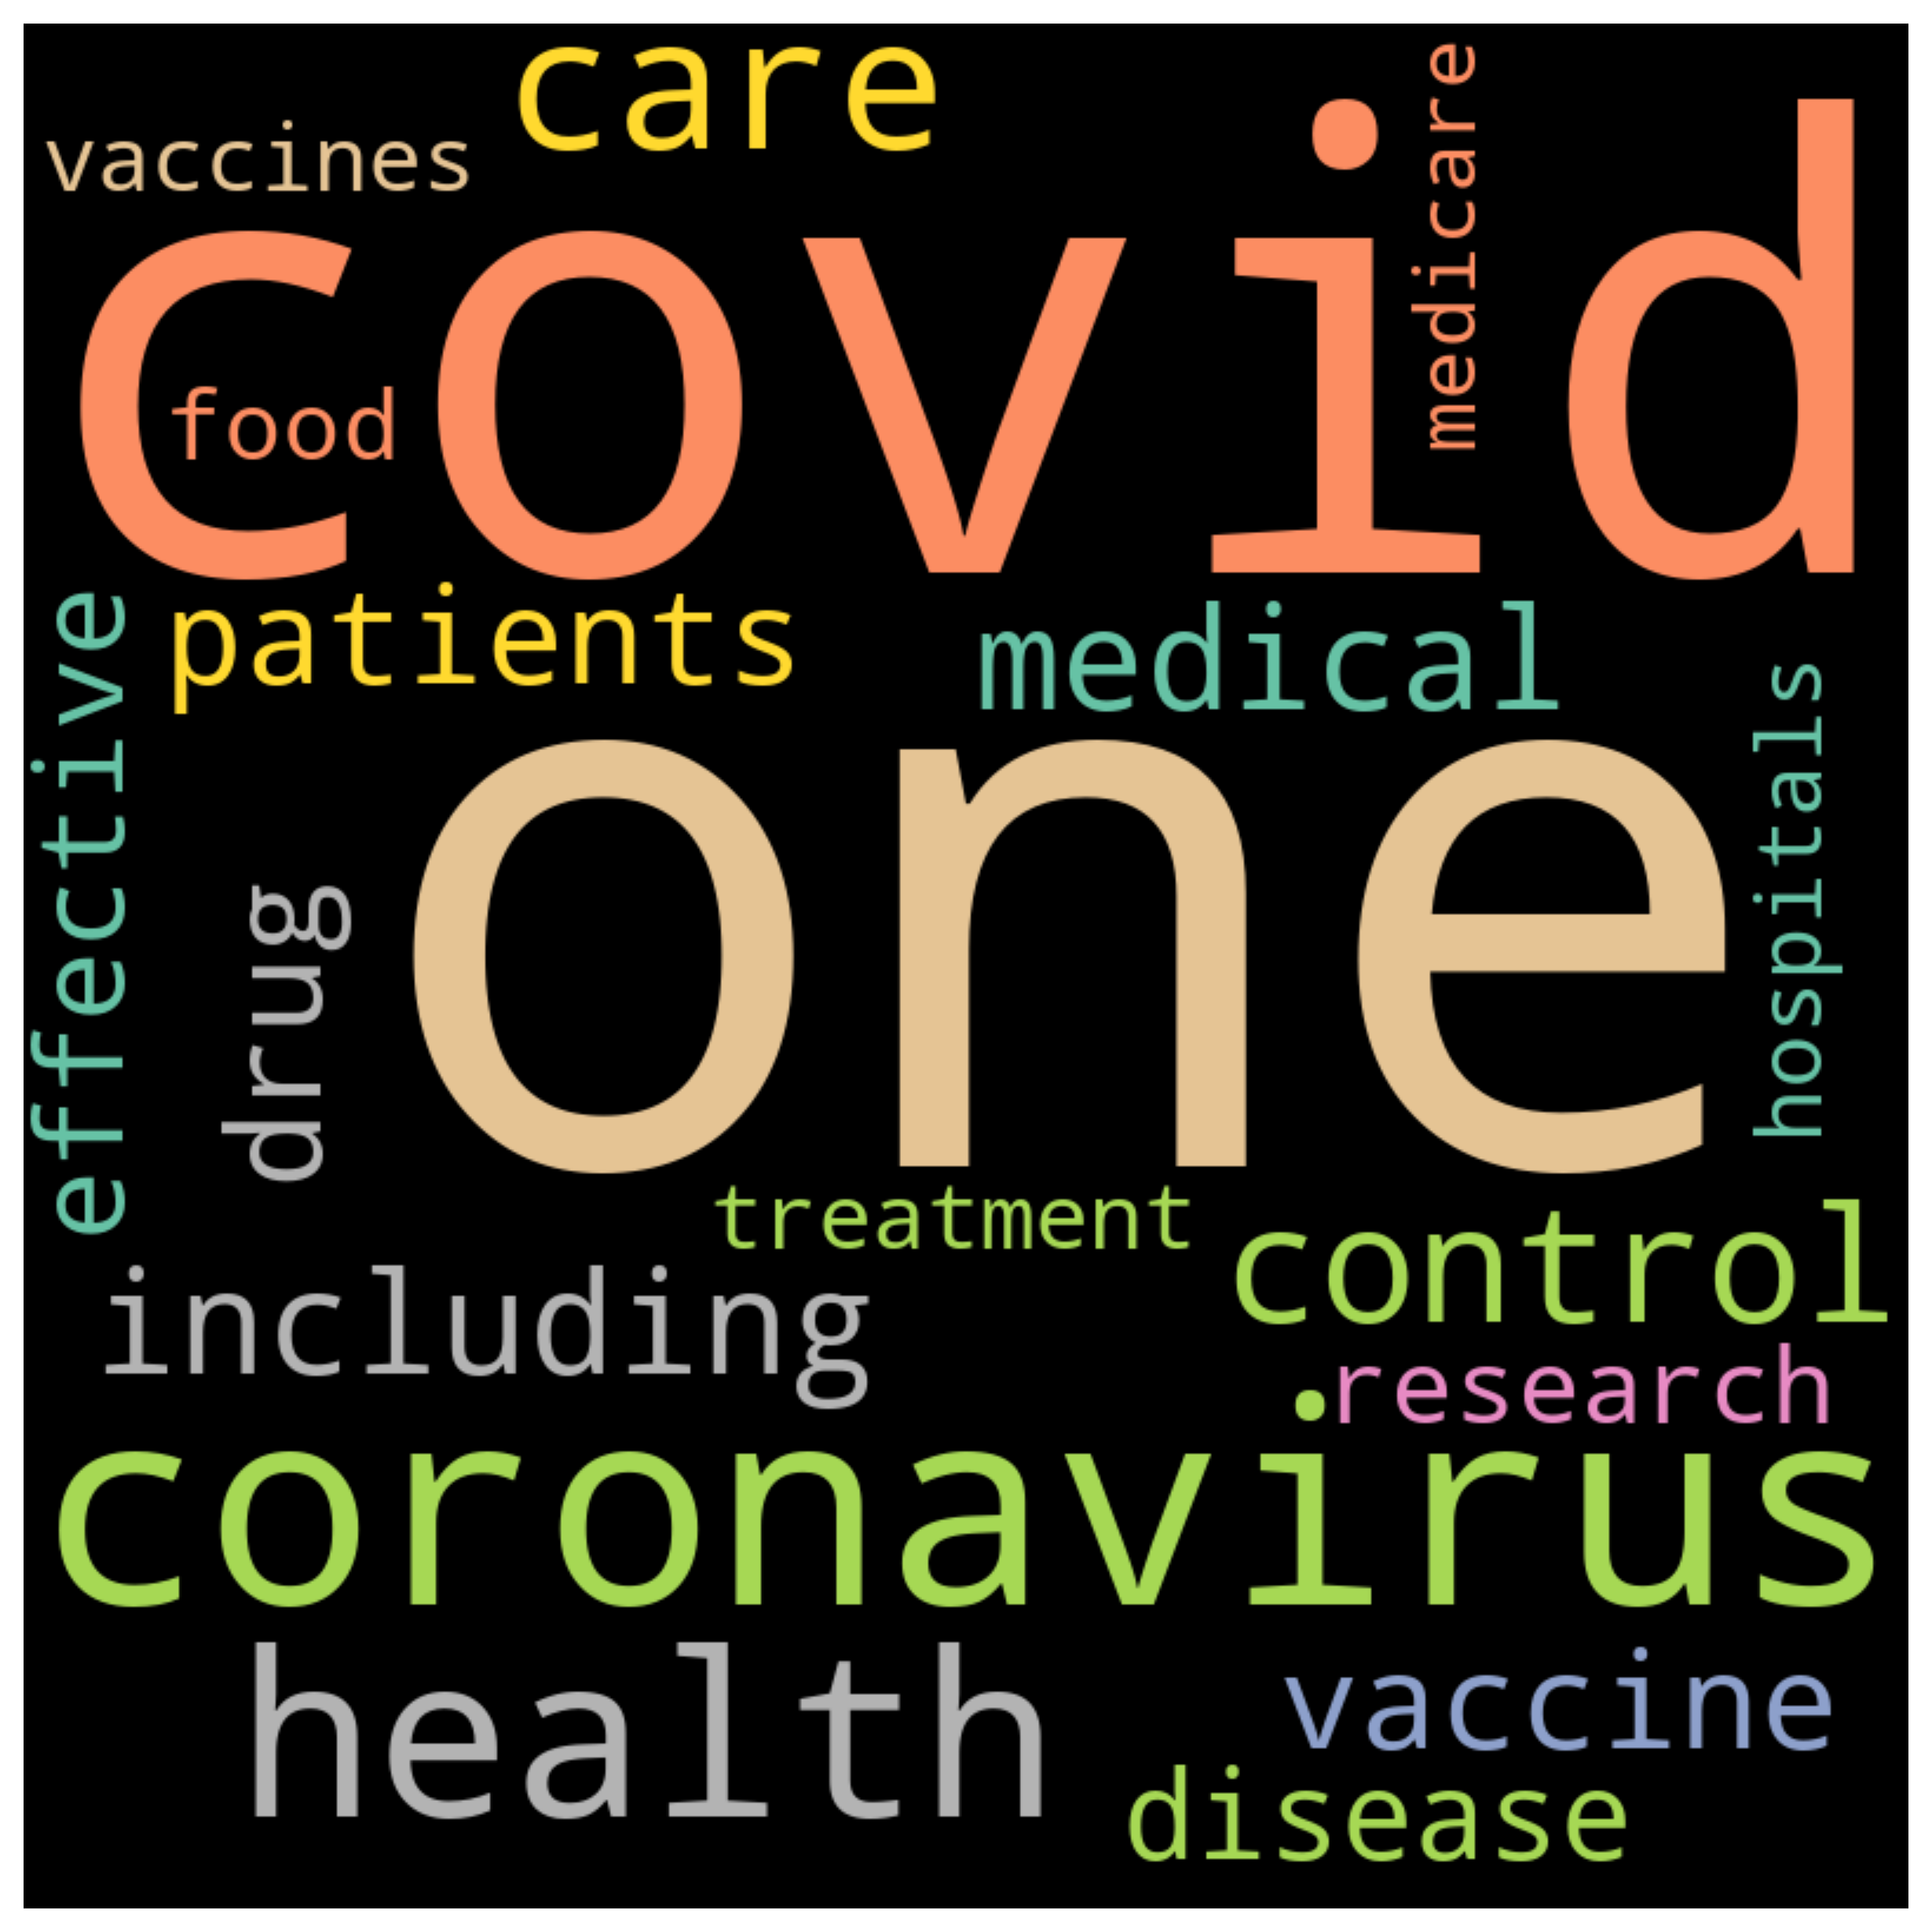 care
medicare
vaccines
covid
food
patients
medical
effective
hospitals
one
drug
treatment
control
including
research
coronavirus
health
vaccine
disease